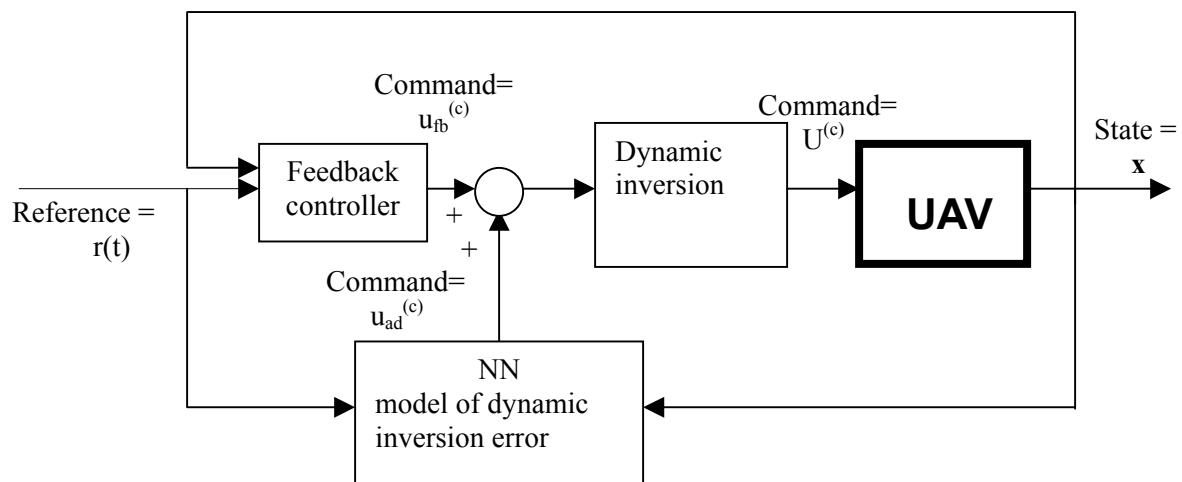 Command=
u_fb^(c)
Command=
U^(c)
State =
x
Feedback
controller
Dynamic
inversion
UAV
Reference =
r(t)
+
+
Command=
u_ad^(c)
NN
model of dynamic
inversion error